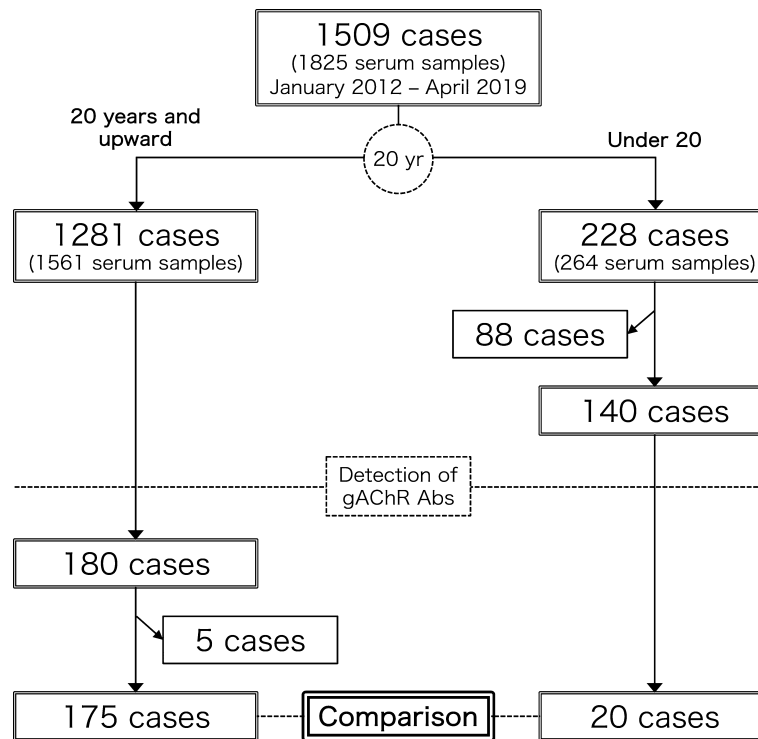 1509 cases
(1825 serum samples)
January 2012 – April 2019
20 years and
upward
20 yr
Under 20
1281 cases
(1561 serum samples)
228 cases
(264 serum samples)
88 cases
140 cases
Detection of
gAChR Abs
180 cases
5 cases
175 cases
Comparison
20 cases